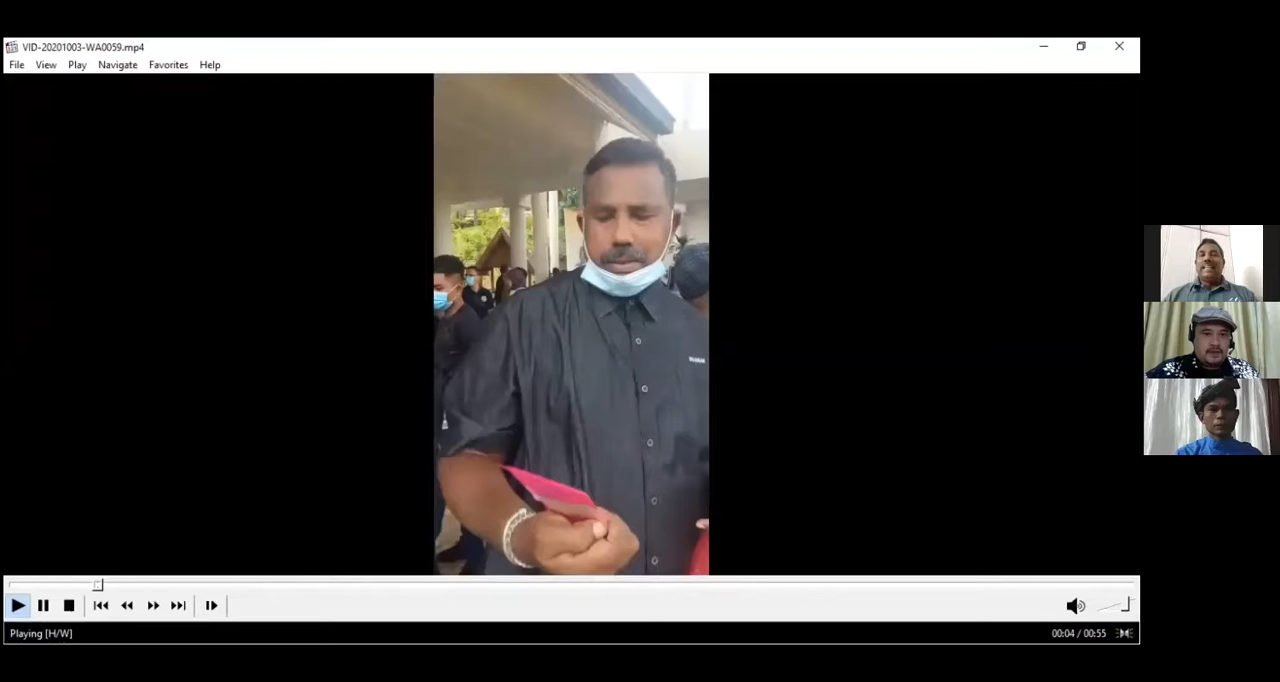 VID-20201003-WA0059.mp4
File View Play Navigate Favorites Help
Playing [H/W]
00:04 / 00:55